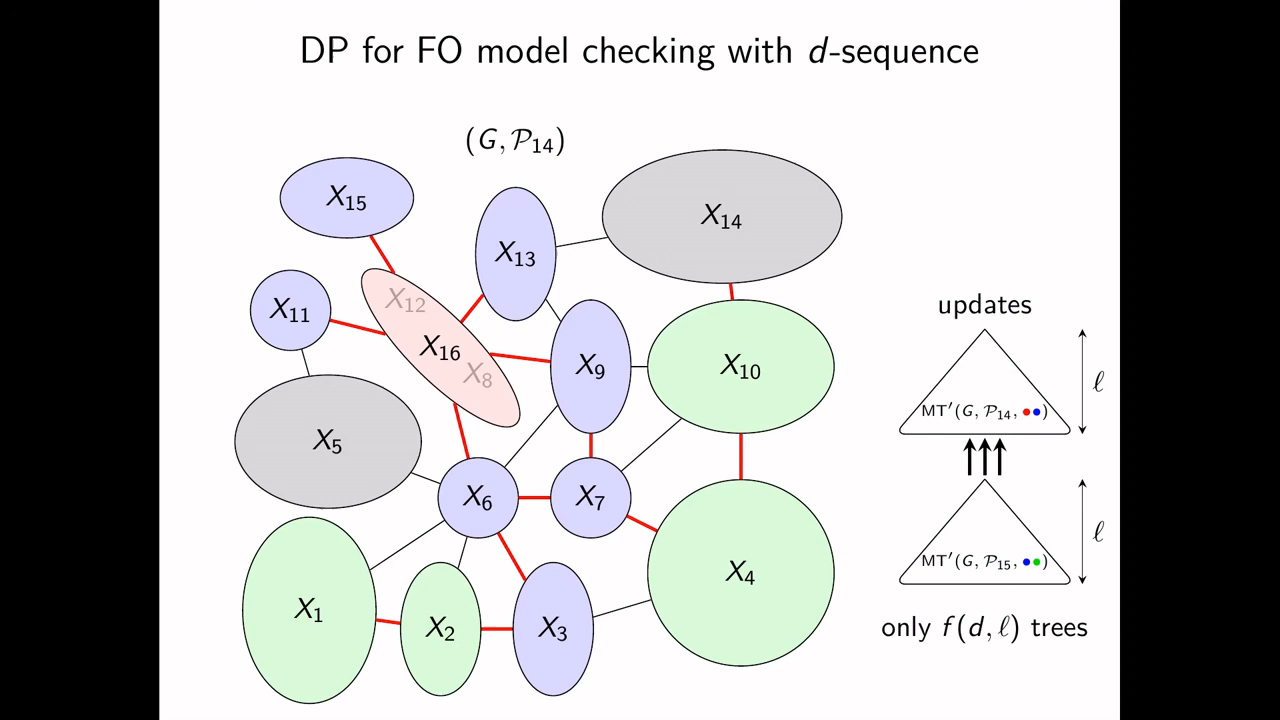 DP for FO model checking with d-sequence
(G, 𝒫₁₄)
X₁₅
X₁₃
X₁₄
X₁₂
X₁₁
X₁₆
X₈
X₉
X₁₀
X₅
X₆
X₇
X₄
X₁
X₂
X₃
updates
MT′(G, 𝒫₁₄, ●●)
ℓ
MT′(G, 𝒫₁₅, ●●)
ℓ
only f(d, ℓ) trees